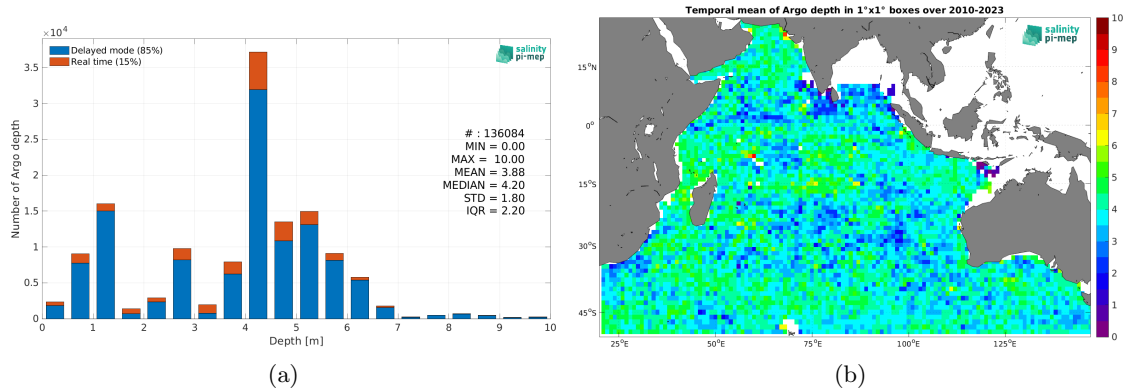 ×10⁴
Delayed mode (85%)
Real time (15%)
salinity
pi-mep
# : 136084
MIN = 0.00
MAX = 10.00
MEAN = 3.88
MEDIAN = 4.20
STD = 1.80
IQR = 2.20
Number of Argo depth
3.5
3
2.5
2
1.5
1
0.5
0
0 1 2 3 4 5 6 7 8 9 10
Depth [m]
(a)
Temporal mean of Argo depth in 1°x1° boxes over 2010-2023
salinity
pi-mep
15°N
0°
15°S
30°S
45°S
25°E 50°E 75°E 100°E 125°E
10
9
8
7
6
5
4
3
2
1
0
(b)